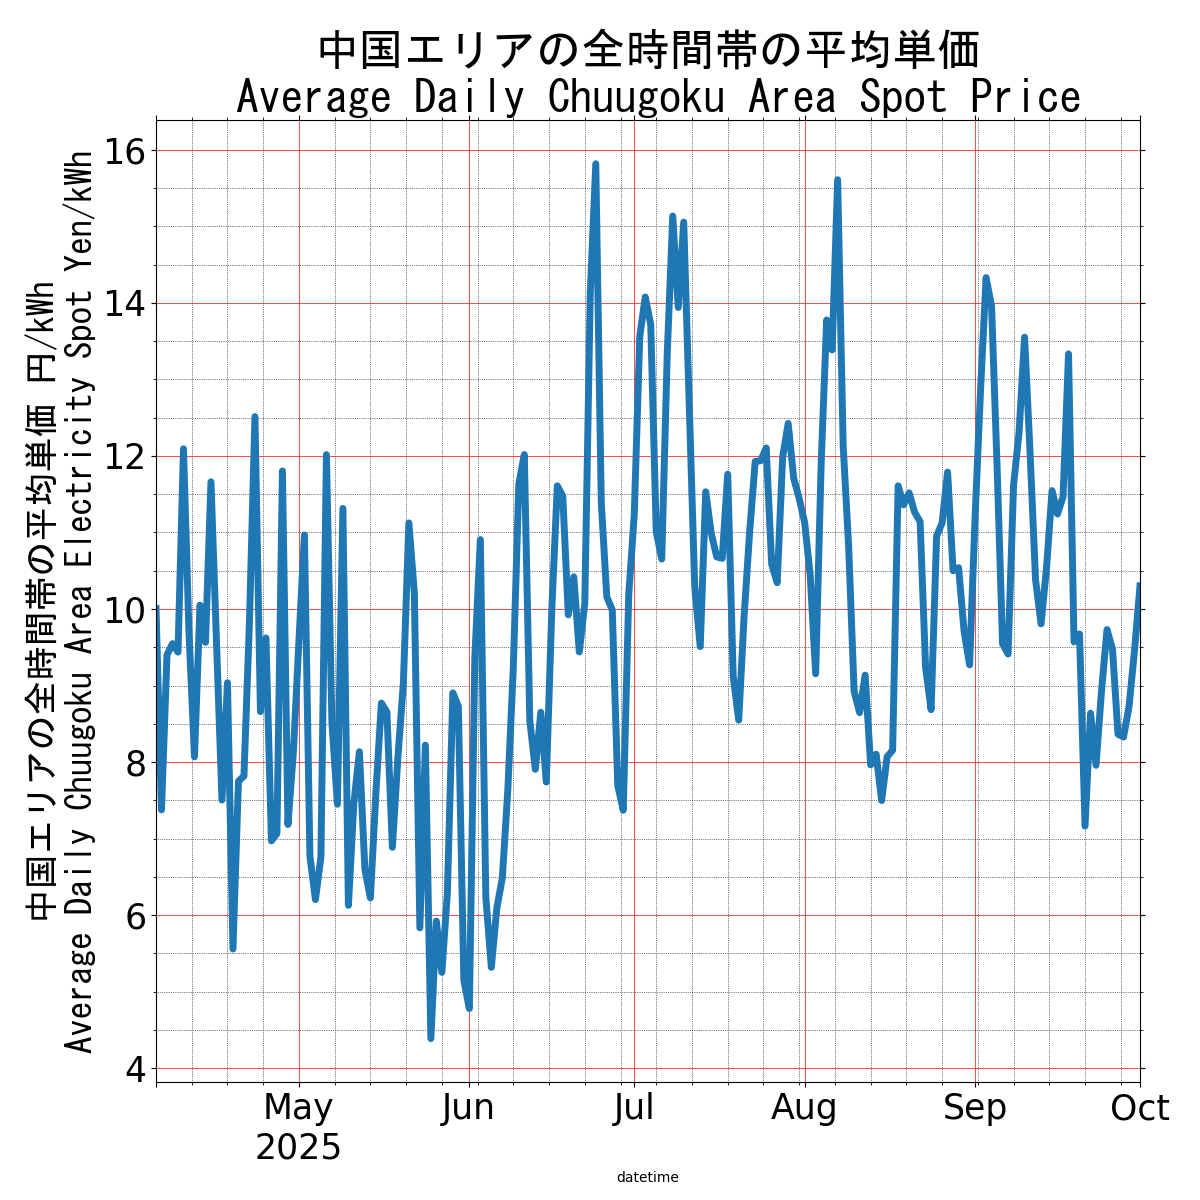 中国エリアの全時間帯の平均単価
Average Daily Chuugoku Area Spot Price
中国エリアの全時間帯の平均単価 円/kWh
Average Daily Chuugoku Area Electricity Spot Yen/kWh
16
14
12
10
8
6
4
May
2025
Jun
Jul
Aug
Sep
Oct
datetime